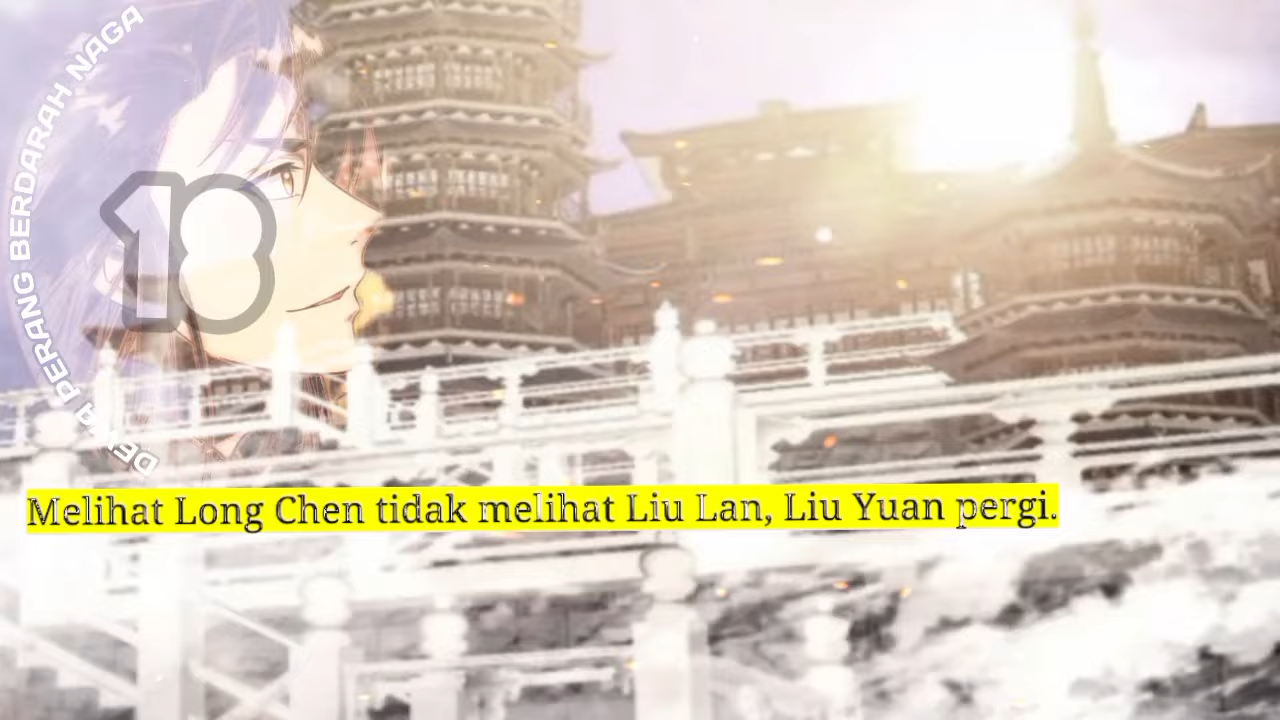 DEWA PERANG BERDARAH NAGA
18
Melihat Long Chen tidak melihat Liu Lan, Liu Yuan pergi.